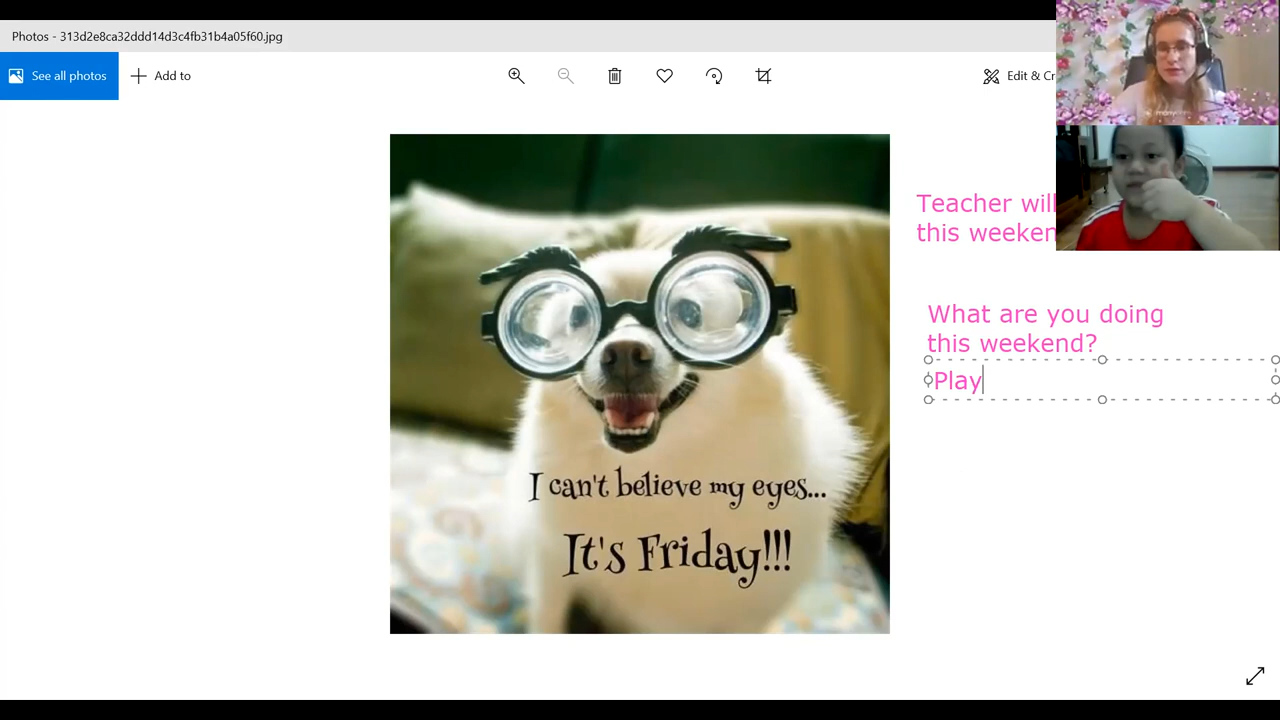 Photos - 313d2e8ca32ddd14d3c4fb31b4a05f60.jpg
See all photos
Add to
Edit & Cr
Teacher will
this weeken
What are you doing
this weekend?
Play
I can't believe my eyes...
It's Friday!!!